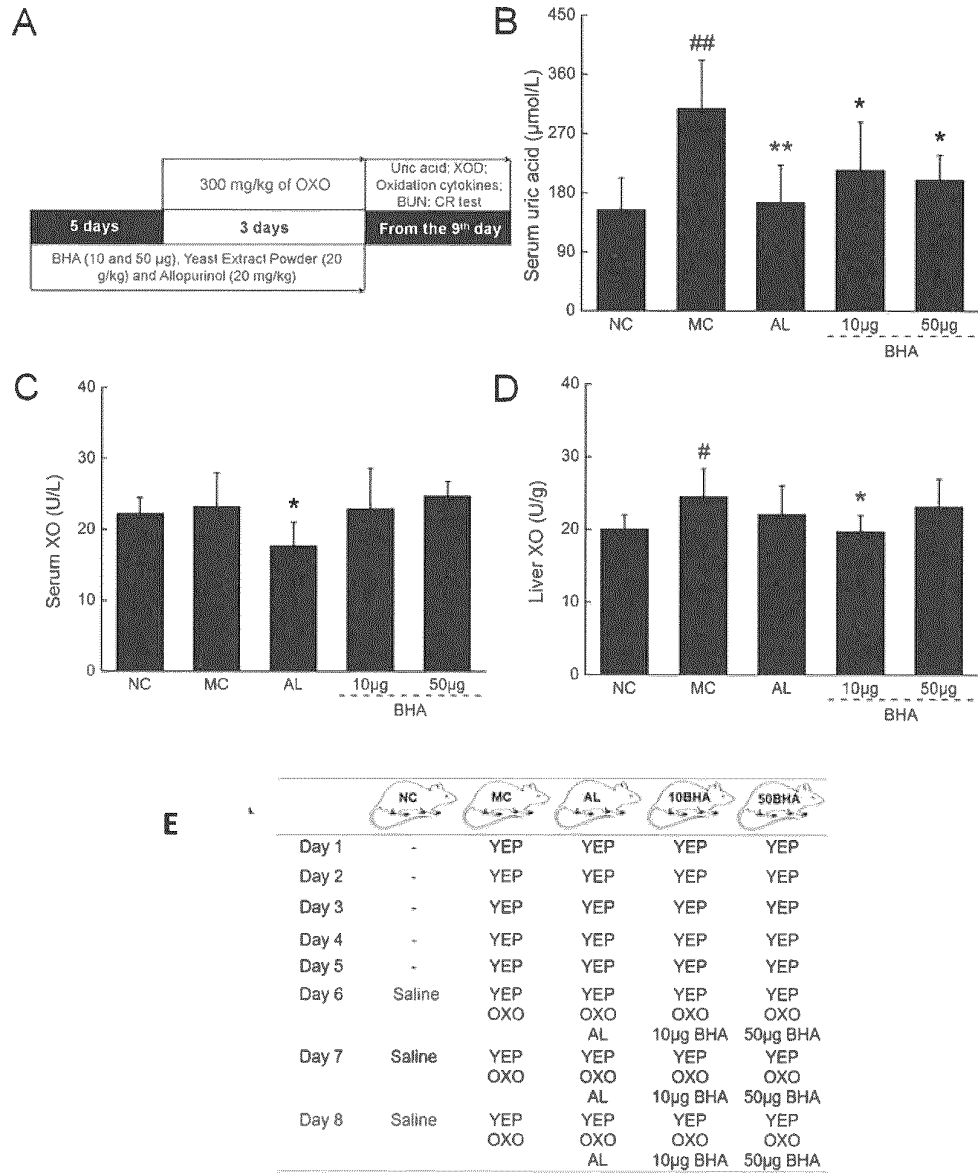 A
300 mg/kg of OXO
Uric acid; XOD;
Oxidation cytokines;
BUN; CR test
5 days
3 days
From the 9th day
BHA (10 and 50 µg), Yeast Extract Powder (20
g/kg) and Allopurinol (20 mg/kg)
B
Serum uric acid (µmol/L)
450
360
270
180
90
0
##
**
*
*
NC MC AL 10µg 50µg
BHA
C
Serum XO (U/L)
40
30
20
10
0
*
NC MC AL 10µg 50µg
BHA
D
Liver XO (U/g)
40
30
20
10
0
#
*
NC MC AL 10µg 50µg
BHA
E
NC MC AL 10BHA 50BHA
Day 1 - YEP YEP YEP YEP
Day 2 - YEP YEP YEP YEP
Day 3 - YEP YEP YEP YEP
Day 4 - YEP YEP YEP YEP
Day 5 - YEP YEP YEP YEP
Day 6 Saline YEP YEP YEP YEP
OXO OXO OXO OXO
AL 10µg BHA 50µg BHA
Day 7 Saline YEP YEP YEP YEP
OXO OXO OXO OXO
AL 10µg BHA 50µg BHA
Day 8 Saline YEP YEP YEP YEP
OXO OXO OXO OXO
AL 10µg BHA 50µg BHA